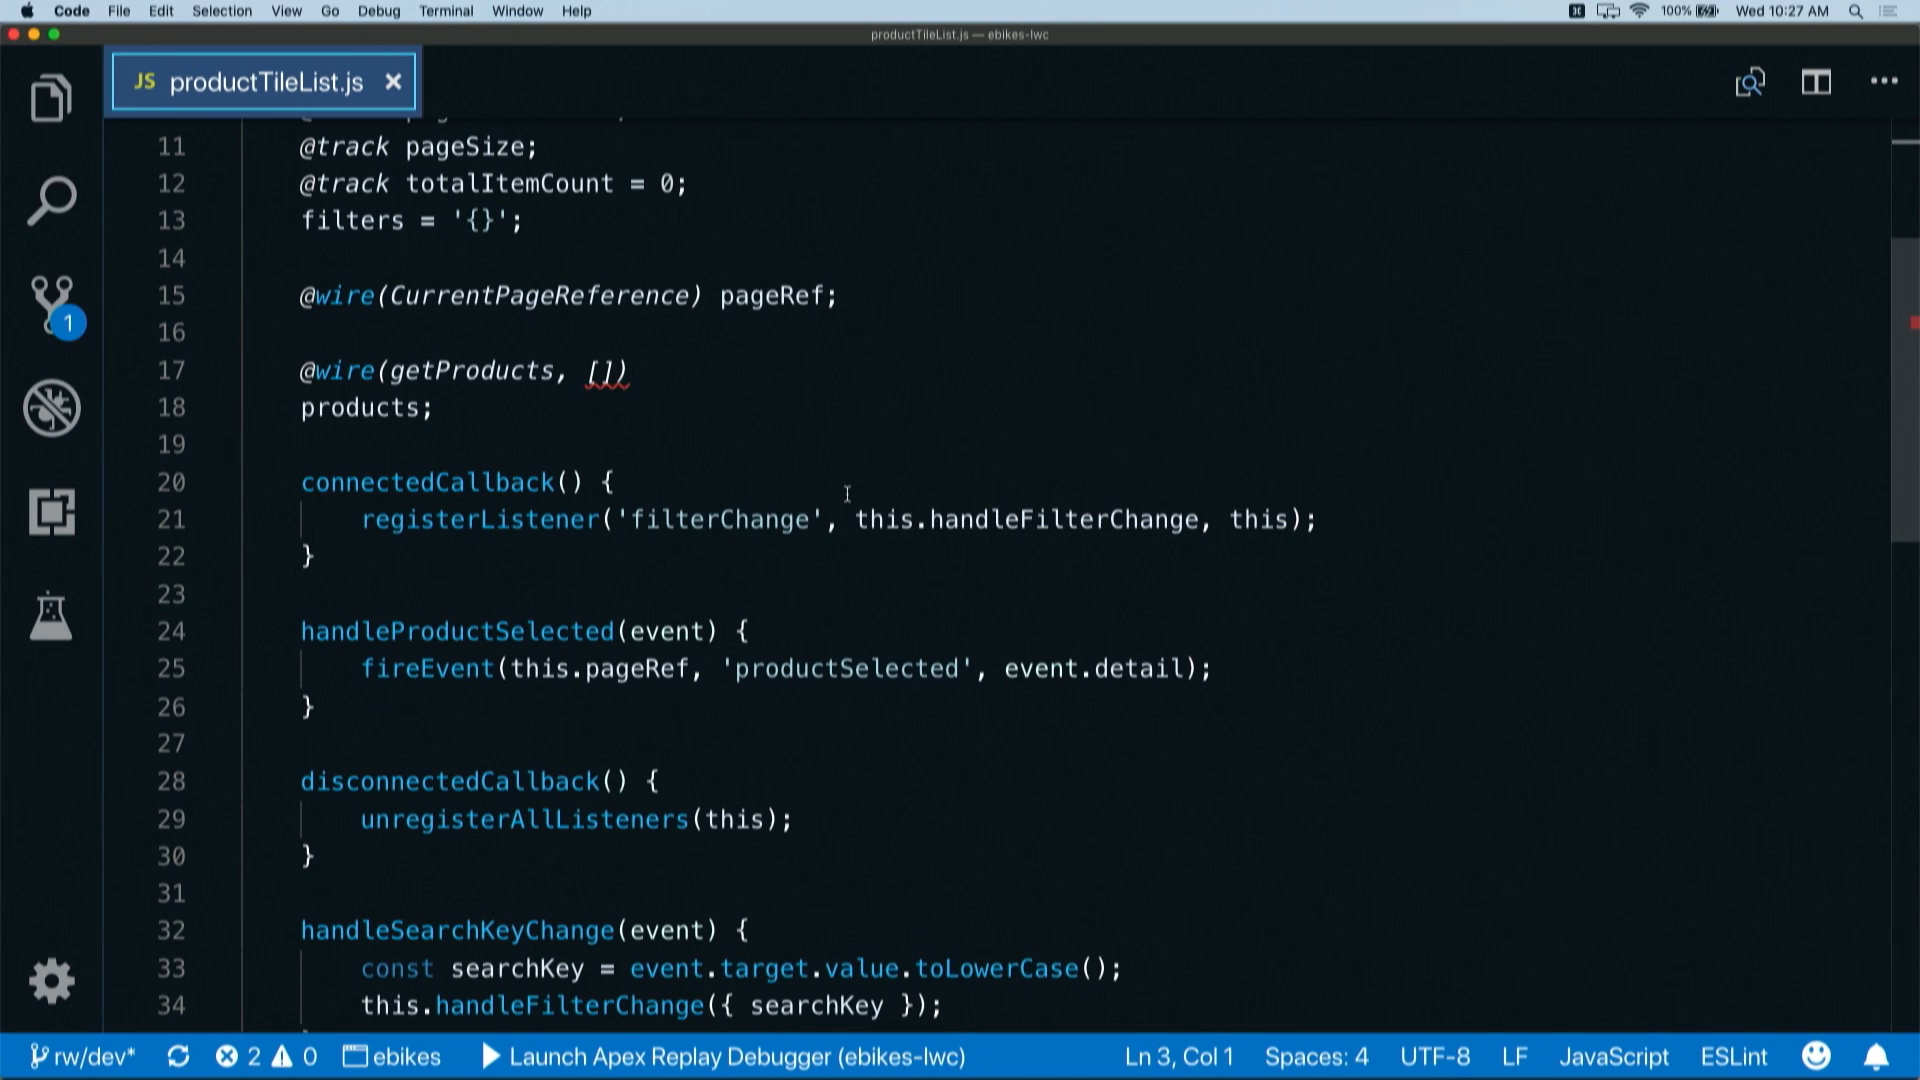 Code File Edit Selection View Go Debug Terminal Window Help 100% Wed 10:27 AM
productTileList.js — ebikes-lwc
JS productTileList.js
11 @track pageSize;
12 @track totalItemCount = 0;
13 filters = '{}';
14
15 @wire(CurrentPageReference) pageRef;
16
17 @wire(getProducts, [])
18 products;
19
20 connectedCallback() {
21 registerListener('filterChange', this.handleFilterChange, this);
22 }
23
24 handleProductSelected(event) {
25 fireEvent(this.pageRef, 'productSelected', event.detail);
26 }
27
28 disconnectedCallback() {
29 unregisterAllListeners(this);
30 }
31
32 handleSearchKeyChange(event) {
33 const searchKey = event.target.value.toLowerCase();
34 this.handleFilterChange({ searchKey });
1
rw/dev* 2 0 ebikes Launch Apex Replay Debugger (ebikes-lwc) Ln 3, Col 1 Spaces: 4 UTF-8 LF JavaScript ESLint